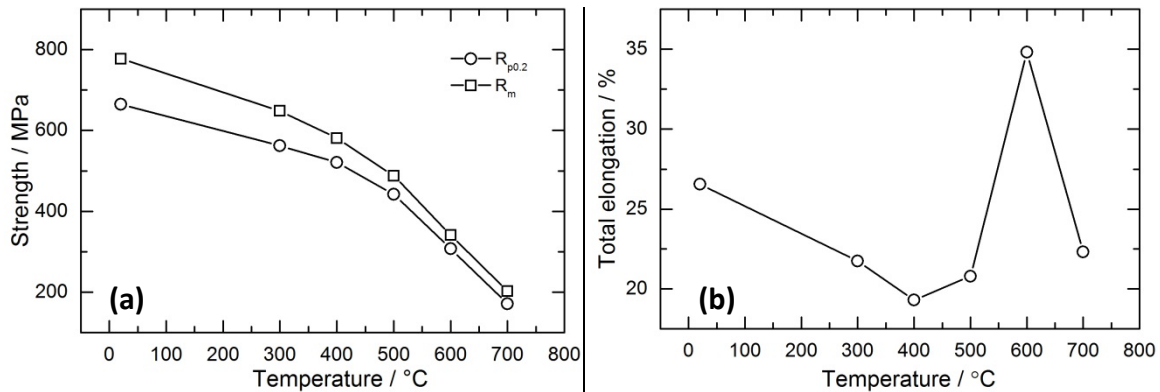 800
600
400
200
Strength / MPa
R_p0.2
R_m
(a)
0 100 200 300 400 500 600 700 800
Temperature / °C
35
30
25
20
Total elongation / %
(b)
0 100 200 300 400 500 600 700 800
Temperature / °C